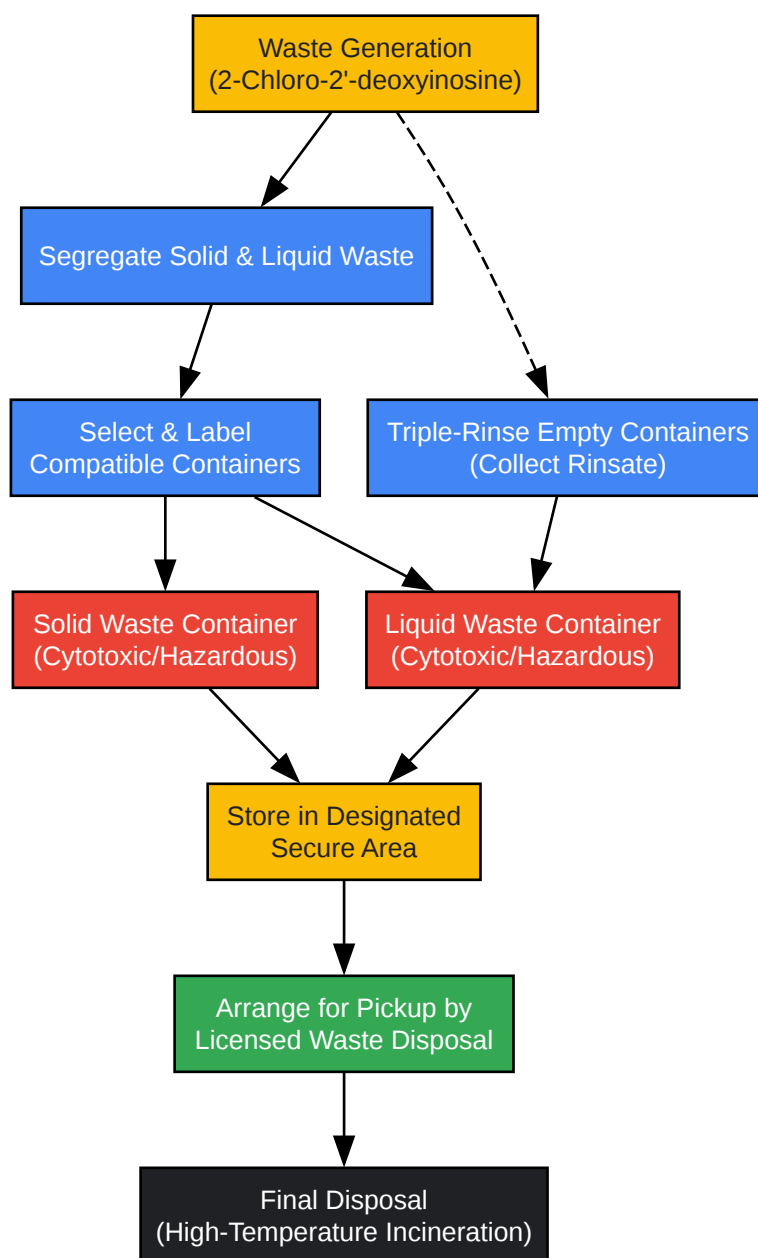 Waste Generation
(2-Chloro-2'-deoxyinosine)
Segregate Solid & Liquid Waste
Select & Label
Compatible Containers
Triple-Rinse Empty Containers
(Collect Rinsate)
Solid Waste Container
(Cytotoxic/Hazardous)
Liquid Waste Container
(Cytotoxic/Hazardous)
Store in Designated
Secure Area
Arrange for Pickup by
Licensed Waste Disposal
Final Disposal
(High-Temperature Incineration)